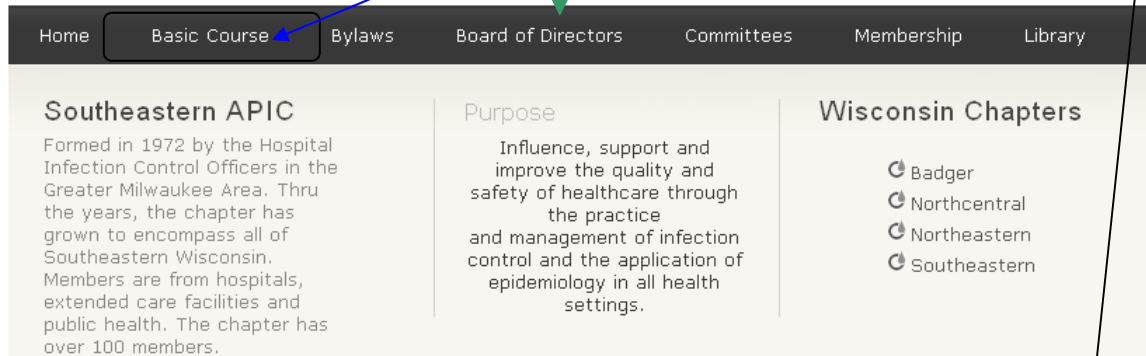 Home Basic Course Bylaws Board of Directors Committees Membership Library
Southeastern APIC
Formed in 1972 by the Hospital
Infection Control Officers in the
Greater Milwaukee Area. Thru
the years, the chapter has
grown to encompass all of
Southeastern Wisconsin.
Members are from hospitals,
extended care facilities and
public health. The chapter has
over 100 members.
Purpose
Influence, support and
improve the quality and
safety of healthcare through
the practice
and management of infection
control and the application of
epidemiology in all health
settings.
Wisconsin Chapters
Badger
Northcentral
Northeastern
Southeastern